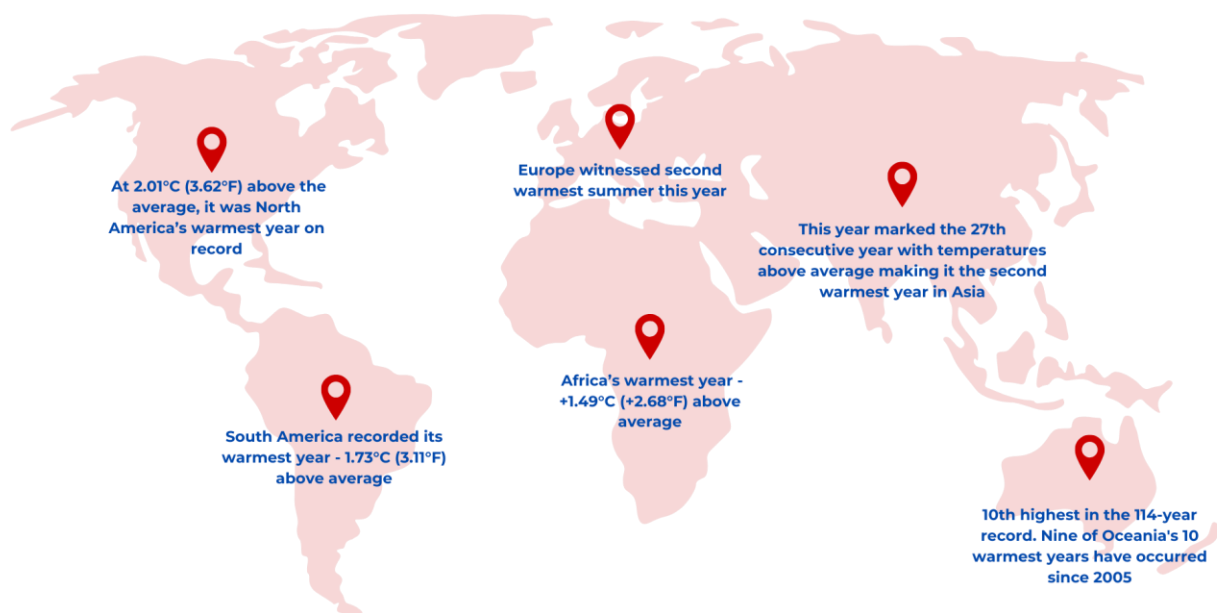 At 2.01°C (3.62°F) above the
average, it was North
America’s warmest year on
record
Europe witnessed second
warmest summer this year
This year marked the 27th
consecutive year with temperatures
above average making it the second
warmest year in Asia
Africa’s warmest year -
+1.49°C (+2.68°F) above
average
South America recorded its
warmest year - 1.73°C (3.11°F)
above average
10th highest in the 114-year
record. Nine of Oceania's 10
warmest years have occurred
since 2005